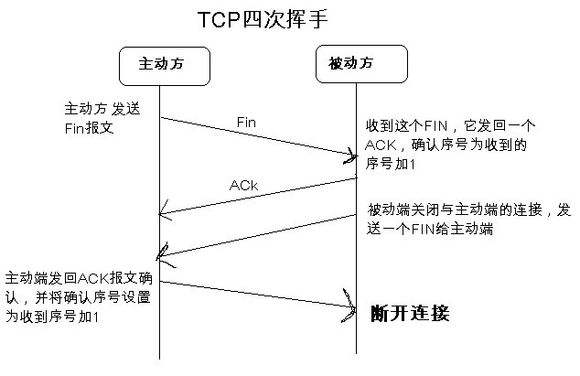 TCP四次挥手
主动方
被动方
主动方 发送
Fin报文
Fin
收到这个FIN，它发回一个
ACK，确认序号为收到的
序号加1
ACk
被动端关闭与主动端的连接，发
送一个FIN给主动端
主动端发回ACK报文确
认，并将确认序号设置
为收到序号加1
断开连接